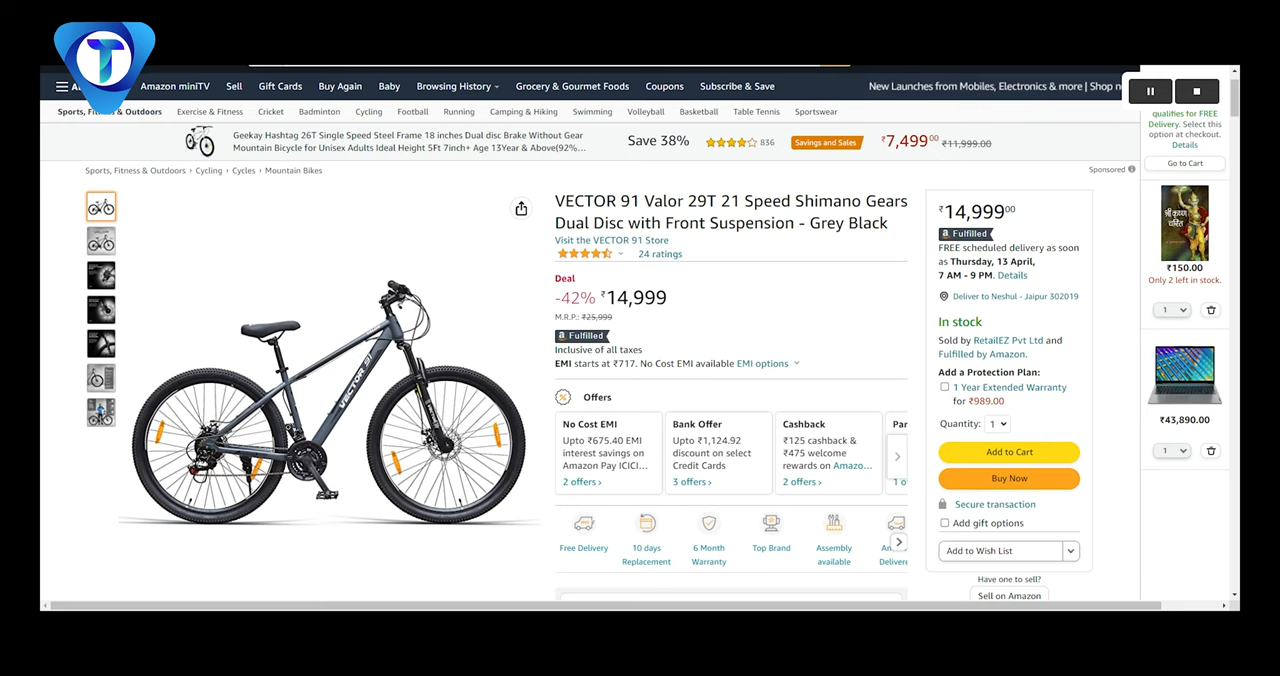 T
Amazon miniTV Sell Gift Cards Buy Again Baby Browsing History Grocery & Gourmet Foods Coupons Subscribe & Save New Launches from Mobiles, Electronics & more | Shop
Sports, Fitness & Outdoors Exercise & Fitness Cricket Badminton Cycling Football Running Camping & Hiking Swimming Volleyball Basketball Table Tennis Sportswear
Geekay Hashtag 26T Single Speed Steel Frame 18 inches Dual disc Brake Without Gear
Mountain Bicycle for Unisex Adults Ideal Height 5Ft 7inch+ Age 13Year & Above(92%...
Save 38%
836
Savings and Sales
₹7,49900 ₹11,999.00
Sponsored
Sports, Fitness & Outdoors › Cycling › Cycles › Mountain Bikes
VECTOR 91
VECTOR 91 Valor 29T 21 Speed Shimano Gears
Dual Disc with Front Suspension - Grey Black
Visit the VECTOR 91 Store
24 ratings
Deal
-42% ₹14,999
M.R.P.: ₹25,999
a Fulfilled
Inclusive of all taxes
EMI starts at ₹717. No Cost EMI available EMI options
Offers
No Cost EMI
Upto ₹675.40 EMI
interest savings on
Amazon Pay ICICI...
2 offers ›
Bank Offer
Upto ₹1,124.92
discount on select
Credit Cards
3 offers ›
Cashback
₹125 cashback &
₹475 welcome
rewards on Amazo...
2 offers ›
Par
1 o
Free Delivery
10 days
Replacement
6 Month
Warranty
Top Brand
Assembly
available
Delivere
₹14,99900
a Fulfilled
FREE scheduled delivery as soon
as Thursday, 13 April,
7 AM - 9 PM. Details
Deliver to Neshul - Jaipur 302019
In stock
Sold by RetailEZ Pvt Ltd and
Fulfilled by Amazon.
Add a Protection Plan:
1 Year Extended Warranty
for ₹989.00
Quantity: 1
Add to Cart
Buy Now
Secure transaction
Add gift options
Add to Wish List
Have one to sell?
Sell on Amazon
qualifies for FREE
Delivery. Select this
option at checkout.
Details
Go to Cart
श्री कृष्ण
चरित्र
₹150.00
Only 2 left in stock.
1
₹43,890.00
1